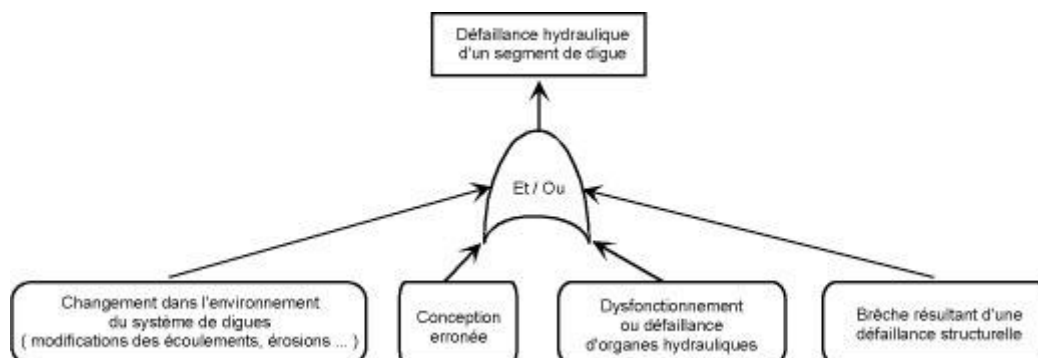 Défaillance hydraulique
d'un segment de digue
Et / Ou
Changement dans l'environnement
du système de digues
( modifications des écoulements, érosions ... )
Conception
erronée
Dysfonctionnement
ou défaillance
d'organes hydrauliques
Brèche résultant d'une
défaillance structurelle